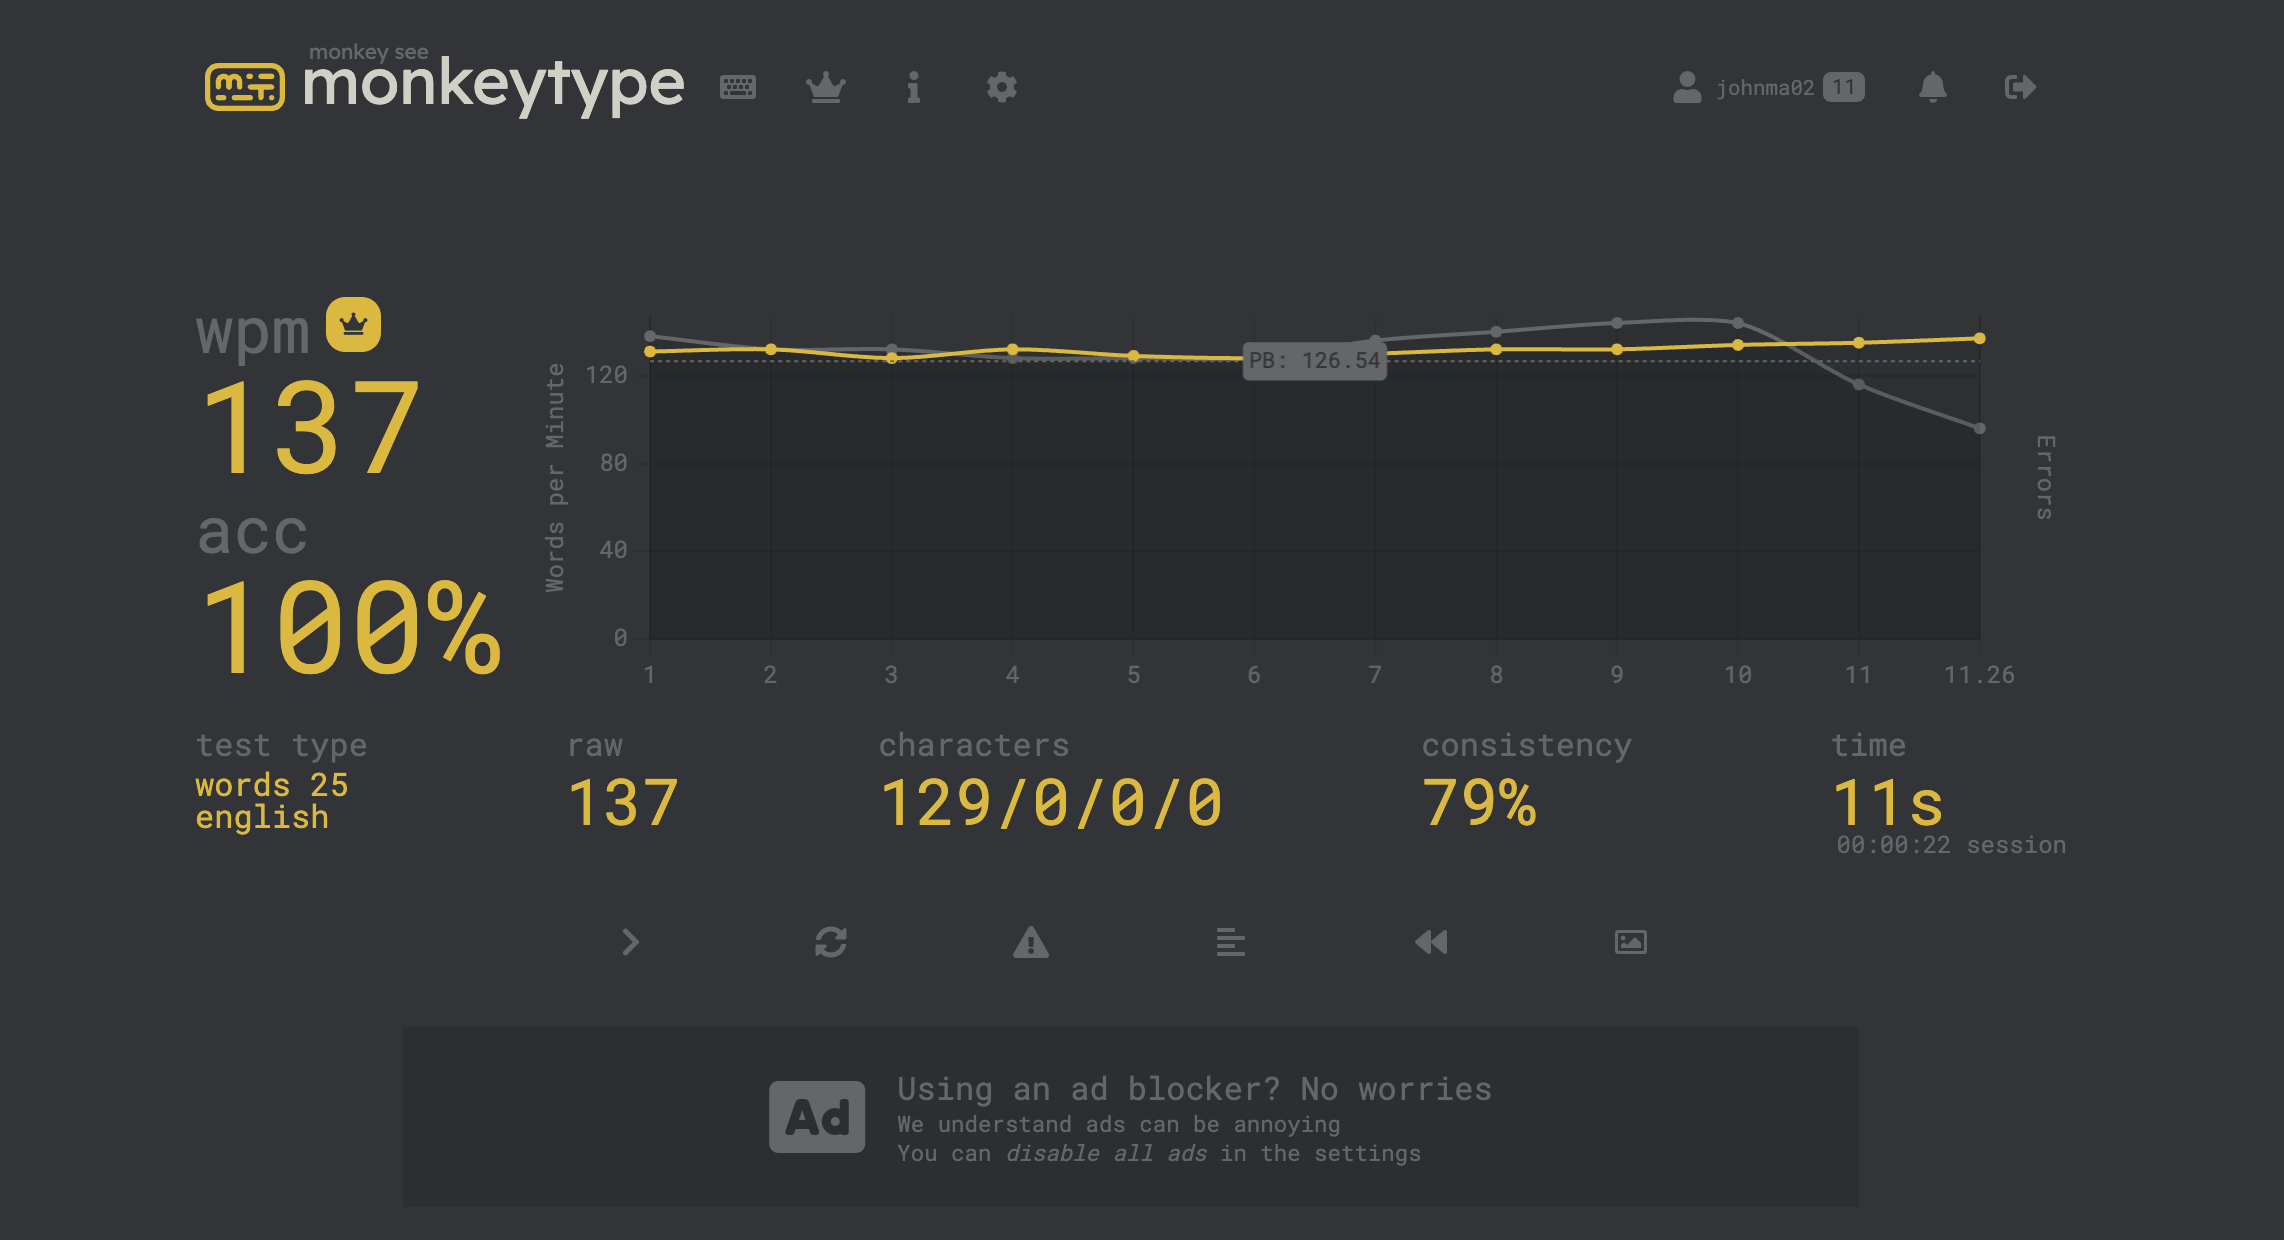 monkey see
monkeytype
johnma02 11
wpm
137
acc
100%
Words per Minute
120
80
40
0
PB: 126.54
1 2 3 4 5 6 7 8 9 10 11 11.26
Errors
test type
words 25
english
raw
137
characters
129/0/0/0
consistency
79%
time
11s
00:00:22 session
Ad
Using an ad blocker? No worries
We understand ads can be annoying
You can disable all ads in the settings